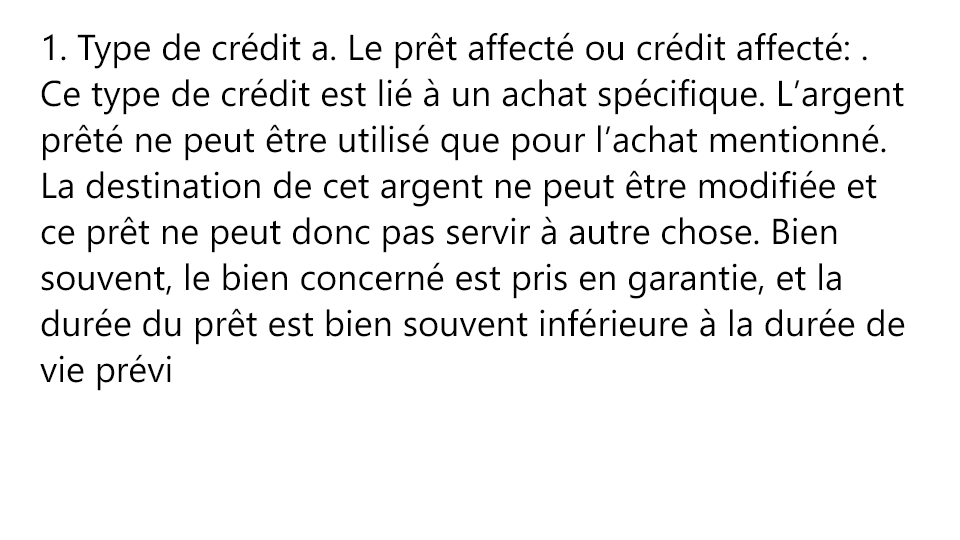 1. Type de crédit a. Le prêt affecté ou crédit affecté: .
Ce type de crédit est lié à un achat spécifique. L’argent
prêté ne peut être utilisé que pour l’achat mentionné.
La destination de cet argent ne peut être modifiée et
ce prêt ne peut donc pas servir à autre chose. Bien
souvent, le bien concerné est pris en garantie, et la
durée du prêt est bien souvent inférieure à la durée de
vie prévi